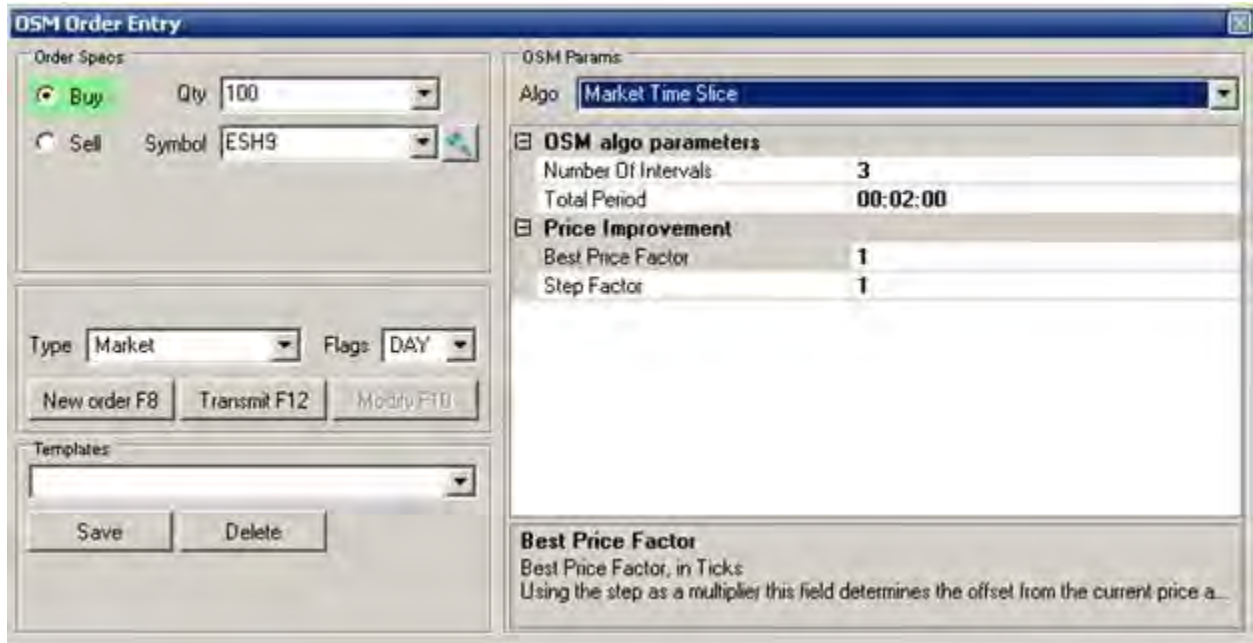 OSM Order Entry
Order Specs
Buy Qty 100
Sell Symbol ESH9
Type Market Flags DAY
New order F8 Transmit F12 Modify F10
Templates
Save Delete
OSM Params
Algo Market Time Slice
OSM algo parameters
Number Of Intervals 3
Total Period 00:02:00
Price Improvement
Best Price Factor 1
Step Factor 1
Best Price Factor
Best Price Factor, in Ticks
Using the step as a multiplier this field determines the offset from the current price a...